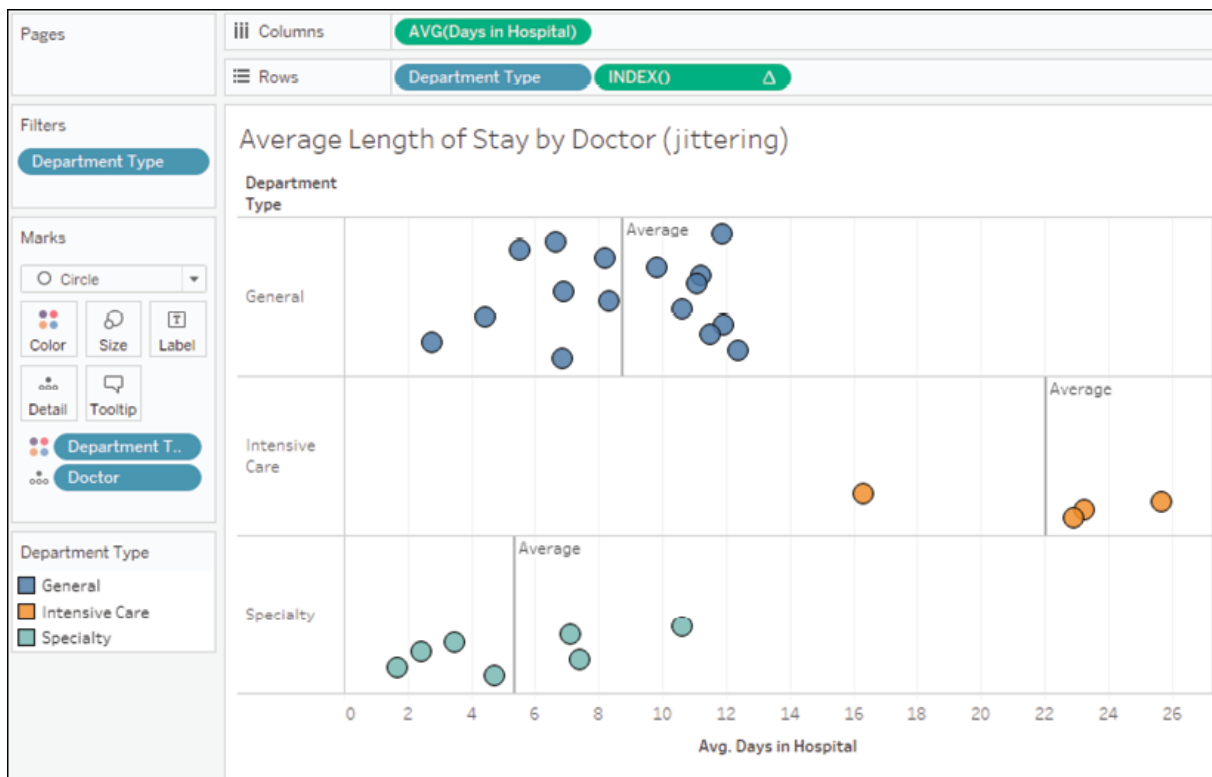 Pages
Columns
AVG(Days in Hospital)
Rows
Department Type
INDEX()
Δ
Filters
Department Type
Marks
Circle
Color
Size
T
Label
Detail
Tooltip
Department T..
Doctor
Department Type
General
Intensive Care
Specialty
Average Length of Stay by Doctor (jittering)
Department
Type
General
Average
Intensive
Care
Average
Specialty
Average
0 2 4 6 8 10 12 14 16 18 20 22 24 26
Avg. Days in Hospital